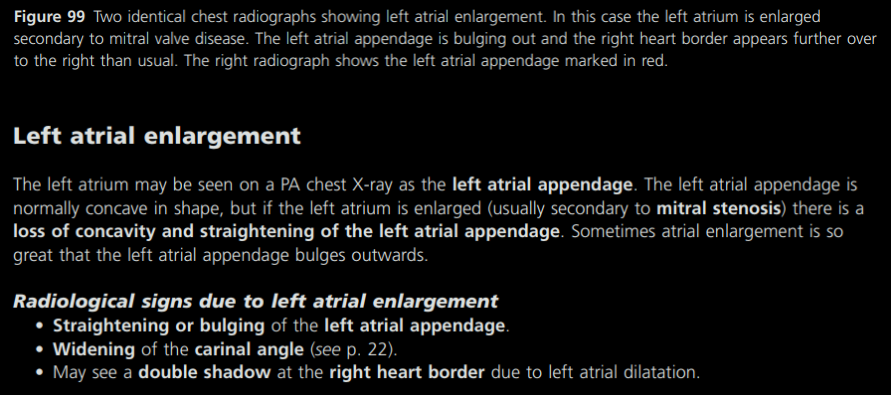 Figure 99 Two identical chest radiographs showing left atrial enlargement. In this case the left atrium is enlarged
secondary to mitral valve disease. The left atrial appendage is bulging out and the right heart border appears further over
to the right than usual. The right radiograph shows the left atrial appendage marked in red.
Left atrial enlargement
The left atrium may be seen on a PA chest X-ray as the left atrial appendage. The left atrial appendage is
normally concave in shape, but if the left atrium is enlarged (usually secondary to mitral stenosis) there is a
loss of concavity and straightening of the left atrial appendage. Sometimes atrial enlargement is so
great that the left atrial appendage bulges outwards.
Radiological signs due to left atrial enlargement
• Straightening or bulging of the left atrial appendage.
• Widening of the carinal angle (see p. 22).
• May see a double shadow at the right heart border due to left atrial dilatation.